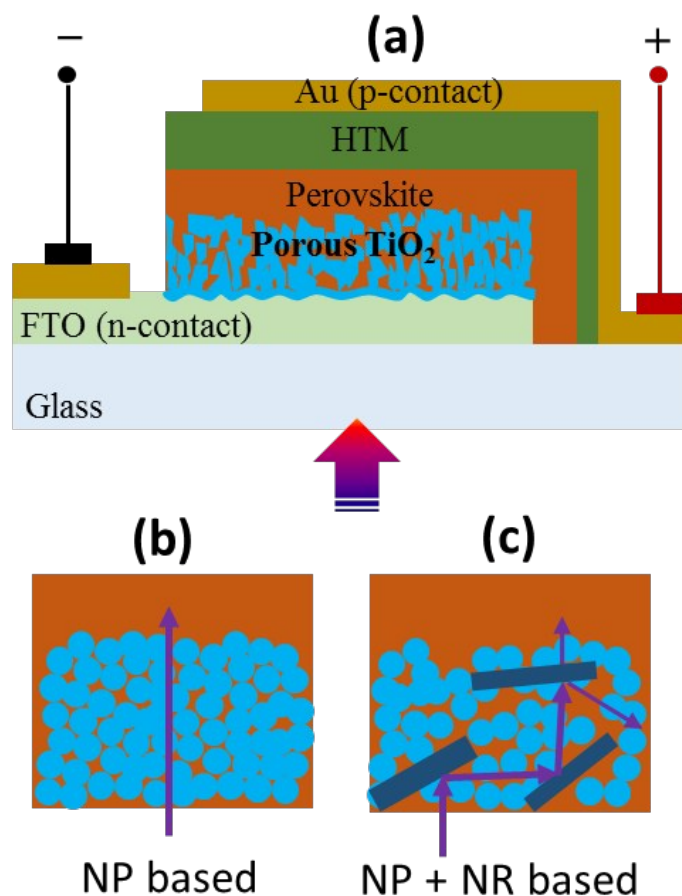 (a)
−
+
Au (p-contact)
HTM
Perovskite
Porous TiO₂
FTO (n-contact)
Glass
(b)
(c)
NP based
NP + NR based